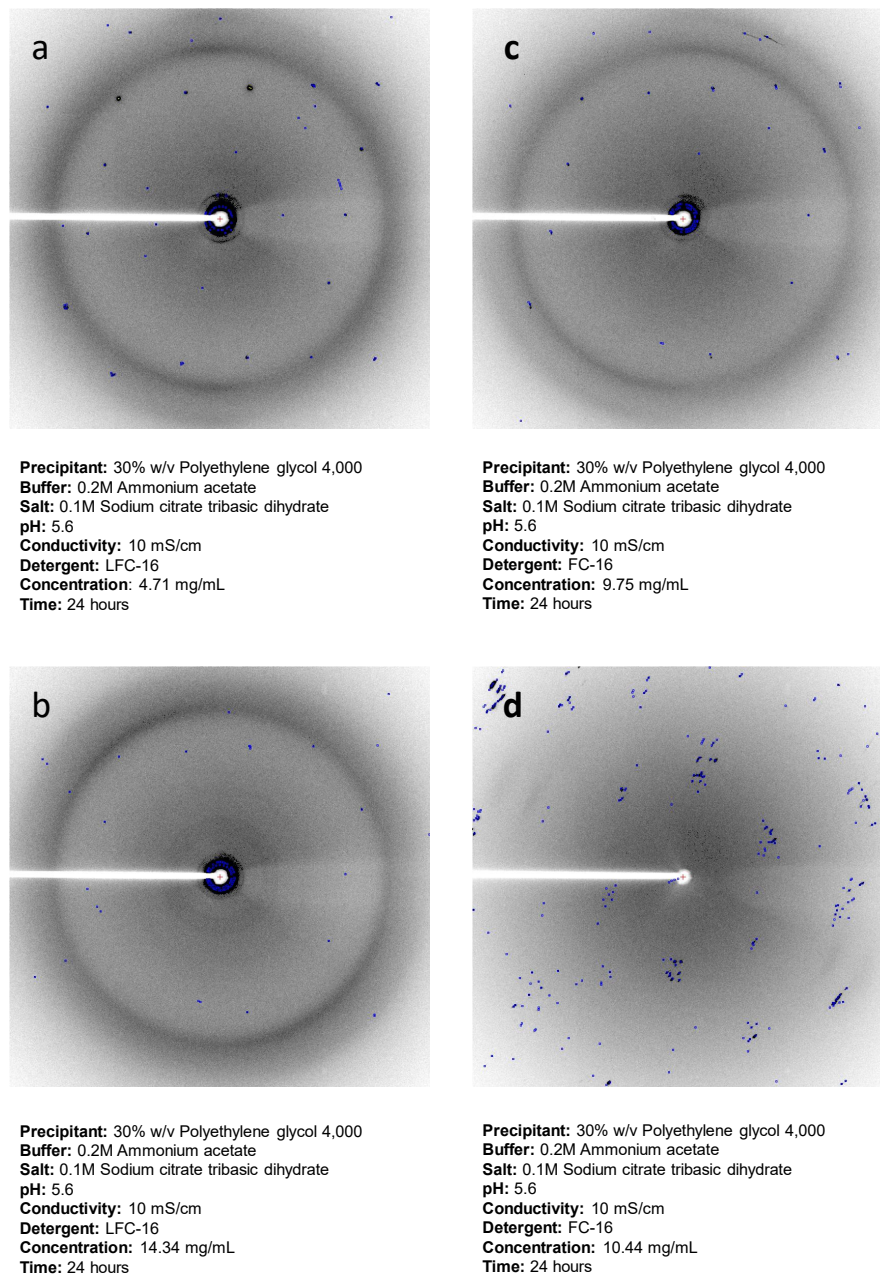 a
c
Precipitant: 30% w/v Polyethylene glycol 4,000
Buffer: 0.2M Ammonium acetate
Salt: 0.1M Sodium citrate tribasic dihydrate
pH: 5.6
Conductivity: 10 mS/cm
Detergent: LFC-16
Concentration: 4.71 mg/mL
Time: 24 hours
Precipitant: 30% w/v Polyethylene glycol 4,000
Buffer: 0.2M Ammonium acetate
Salt: 0.1M Sodium citrate tribasic dihydrate
pH: 5.6
Conductivity: 10 mS/cm
Detergent: FC-16
Concentration: 9.75 mg/mL
Time: 24 hours
b
d
Precipitant: 30% w/v Polyethylene glycol 4,000
Buffer: 0.2M Ammonium acetate
Salt: 0.1M Sodium citrate tribasic dihydrate
pH: 5.6
Conductivity: 10 mS/cm
Detergent: LFC-16
Concentration: 14.34 mg/mL
Time: 24 hours
Precipitant: 30% w/v Polyethylene glycol 4,000
Buffer: 0.2M Ammonium acetate
Salt: 0.1M Sodium citrate tribasic dihydrate
pH: 5.6
Conductivity: 10 mS/cm
Detergent: FC-16
Concentration: 10.44 mg/mL
Time: 24 hours